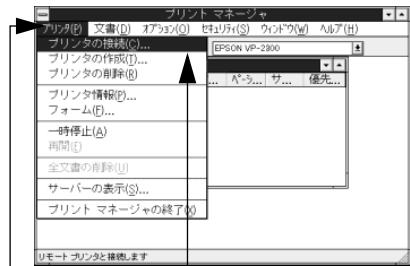 プリント マネージャ
プリンタ(P) 文書(D) オプション(O) セキュリティ(S) ウィンドウ(W) ヘルプ(H)
プリンタの接続(C)...
EPSON VP-2300
プリンタの作成(T)...
プリンタの削除(R)
... ページ... サ... 優先...
プリンタ情報(P)...
フォーム(F)...
一時停止(A)
再開(E)
全文書の削除(U)
サーバーの表示(S)...
プリント マネージャの終了(X)
リモート プリンタと接続します